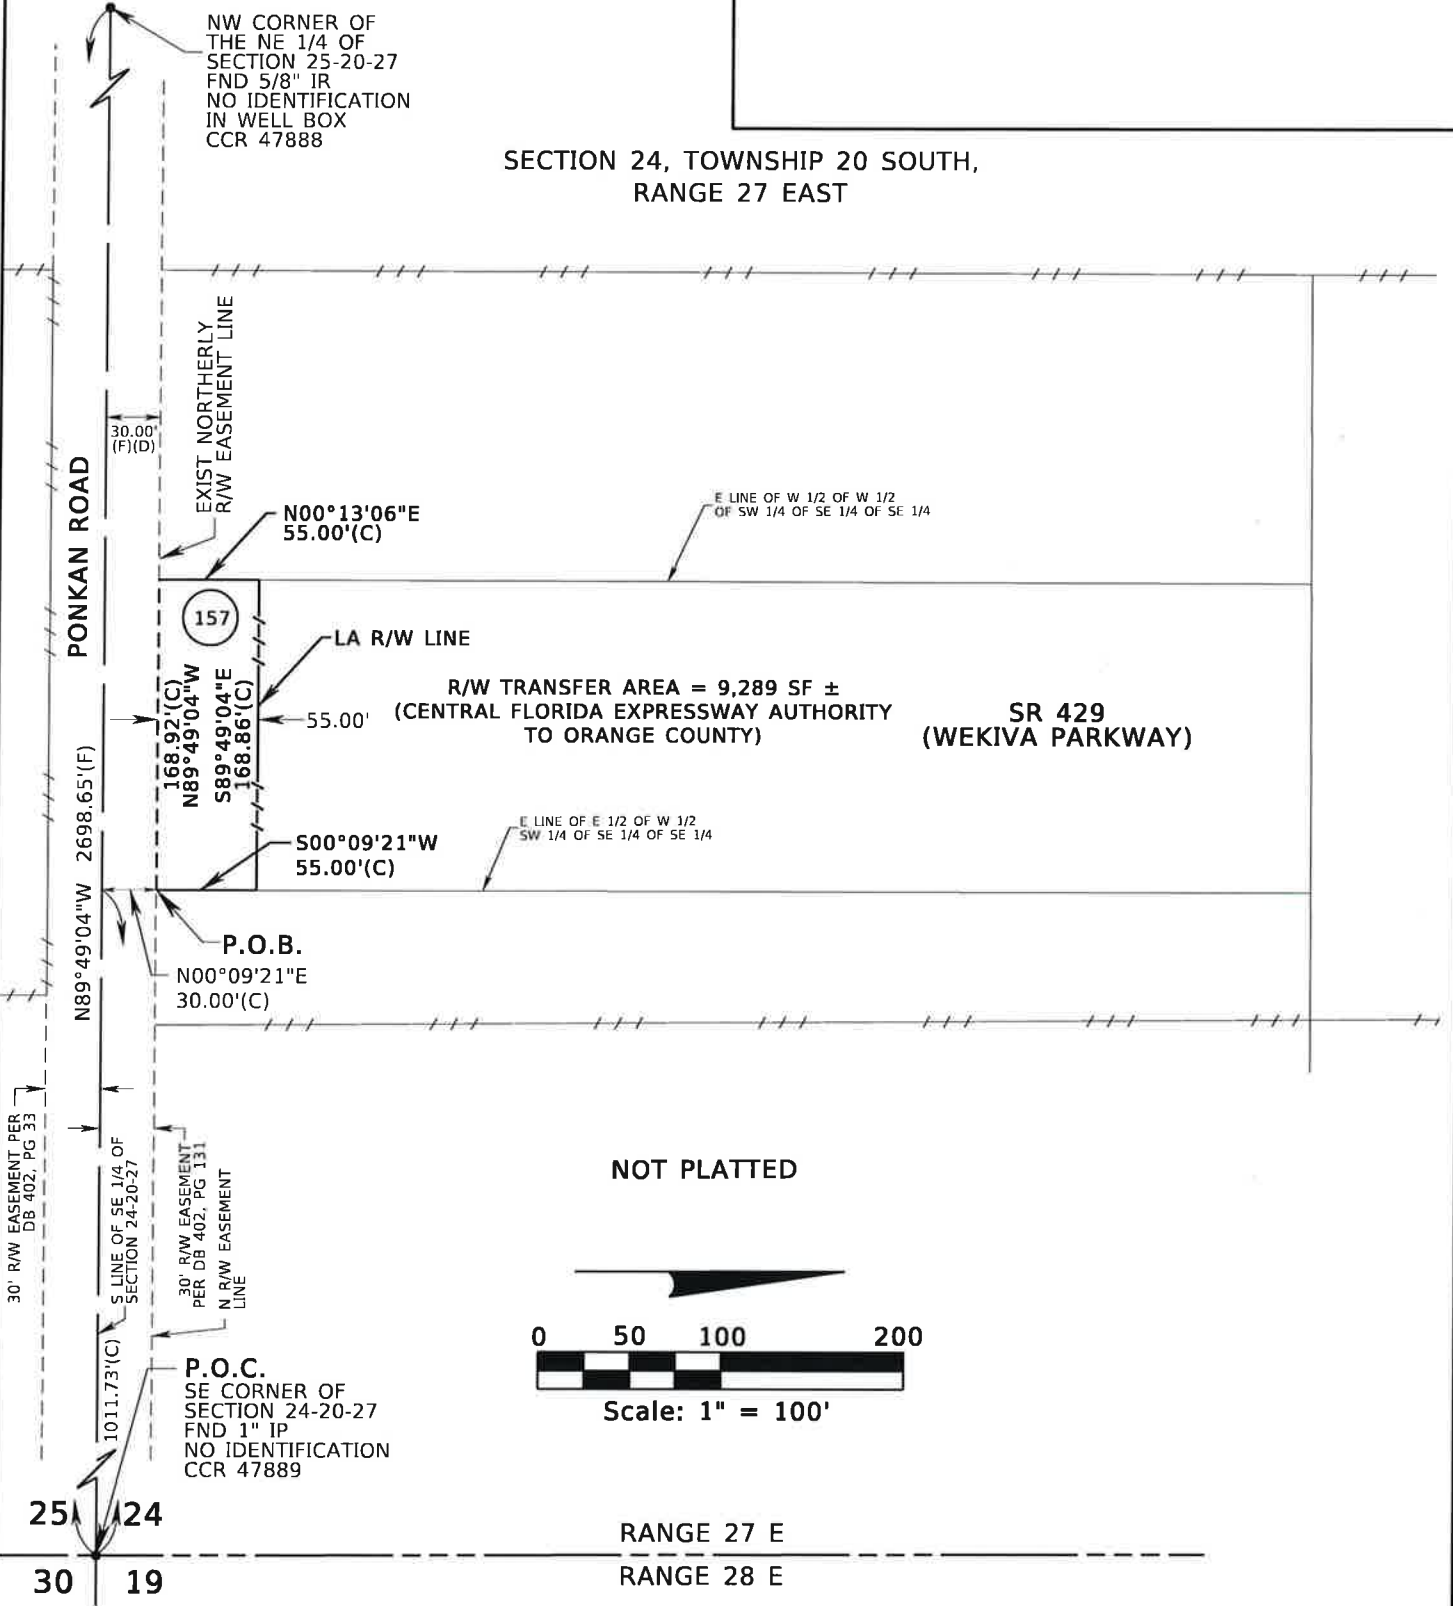 NW CORNER OF
THE NE 1/4 OF
SECTION 25-20-27
FND 5/8" IR
NO IDENTIFICATION
IN WELL BOX
CCR 47888
SECTION 24, TOWNSHIP 20 SOUTH,
RANGE 27 EAST
EXIST NORTHERLY
R/W EASEMENT LINE
30.00'
(F)(D)
PONKAN ROAD
N00°13'06"E
55.00'(C)
E LINE OF W 1/2 OF W 1/2
OF SW 1/4 OF SE 1/4 OF SE 1/4
157
LA R/W LINE
168.92'(C)
N89°49'04"W
S89°49'04"E
168.86'(C)
55.00'
R/W TRANSFER AREA = 9,289 SF ±
(CENTRAL FLORIDA EXPRESSWAY AUTHORITY
TO ORANGE COUNTY)
SR 429
(WEKIVA PARKWAY)
N89°49'04"W 2698.65'(F)
E LINE OF E 1/2 OF W 1/2
SW 1/4 OF SE 1/4 OF SE 1/4
S00°09'21"W
55.00'(C)
P.O.B.
N00°09'21"E
30.00'(C)
30' R/W EASEMENT PER
DB 402, PG 33
S LINE OF SE 1/4 OF
SECTION 24-20-27
30' R/W EASEMENT
PER DB 402, PG 131
N R/W EASEMENT
LINE
NOT PLATTED
0 50 100 200
Scale: 1" = 100'
1011.73'(C)
P.O.C.
SE CORNER OF
SECTION 24-20-27
FND 1" IP
NO IDENTIFICATION
CCR 47889
25 24
RANGE 27 E
30 19
RANGE 28 E